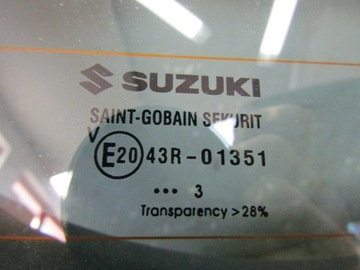 SUZUKI
SAINT-GOBAIN SEKURIT
V
E20 43R-01351
••• 3
Transparency >28%